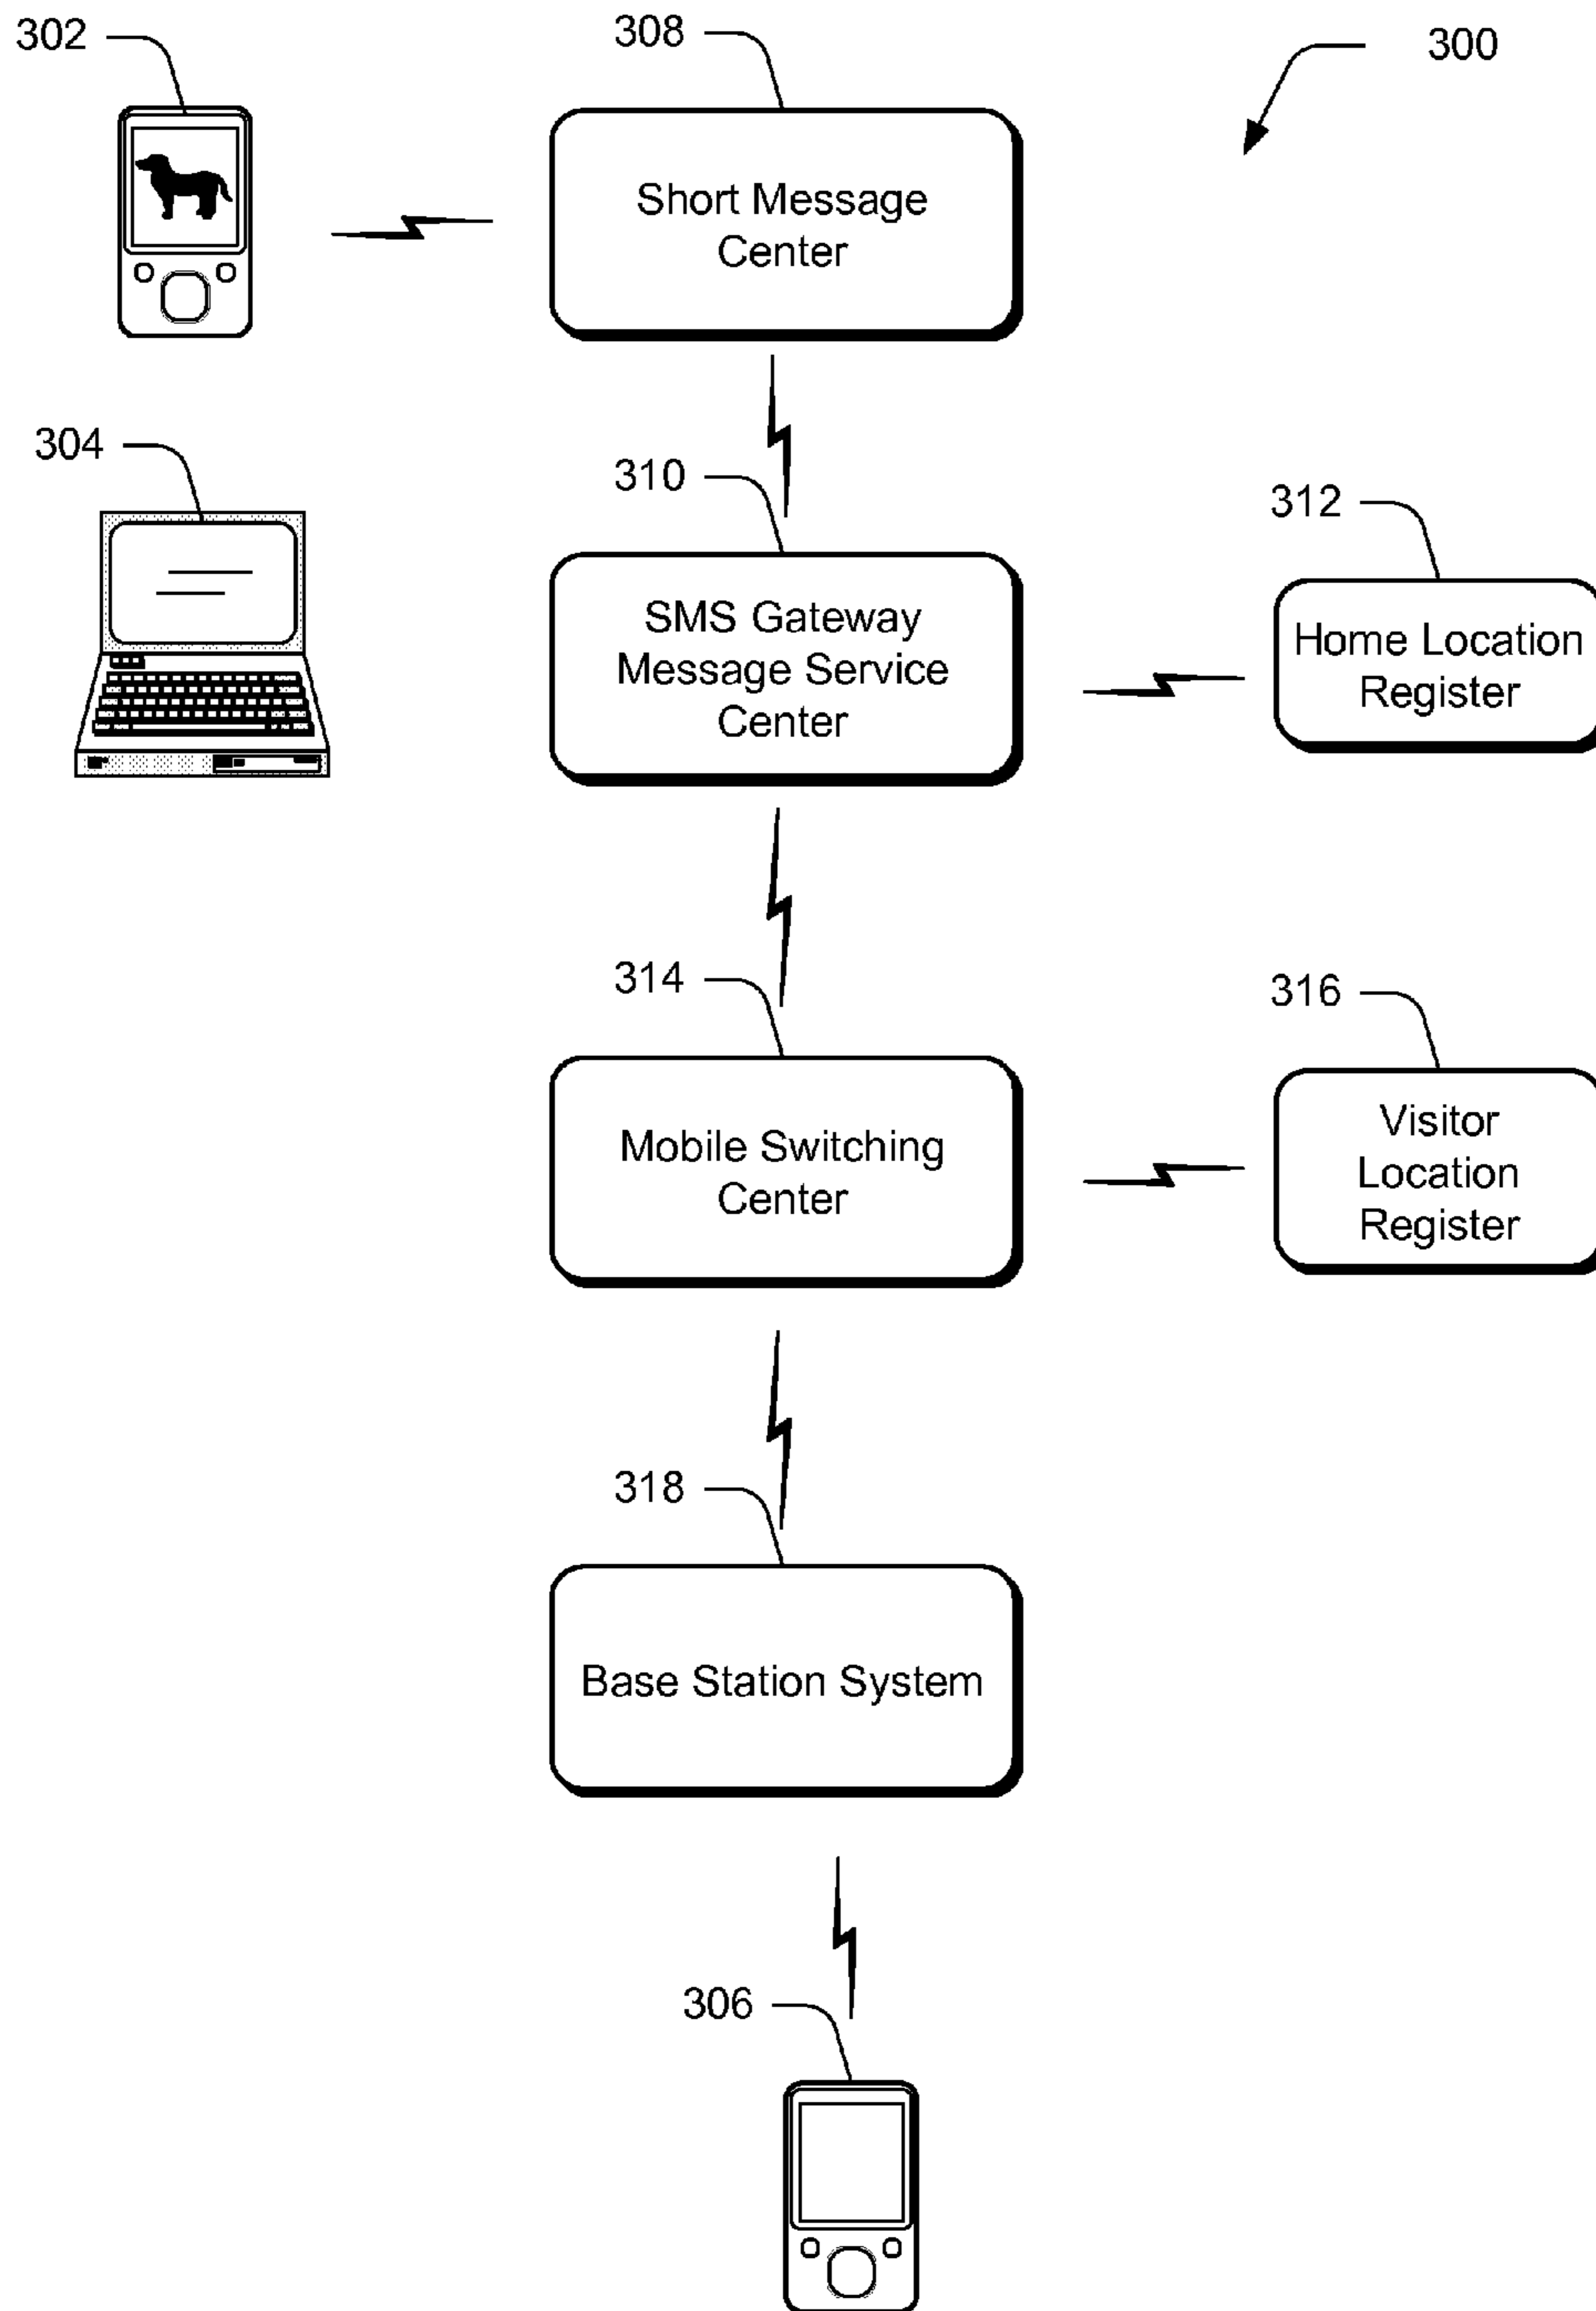 302
308
300
Short Message
Center
304
310
312
SMS Gateway
Message Service
Center
Home Location
Register
314
316
Mobile Switching
Center
Visitor
Location
Register
318
Base Station System
306